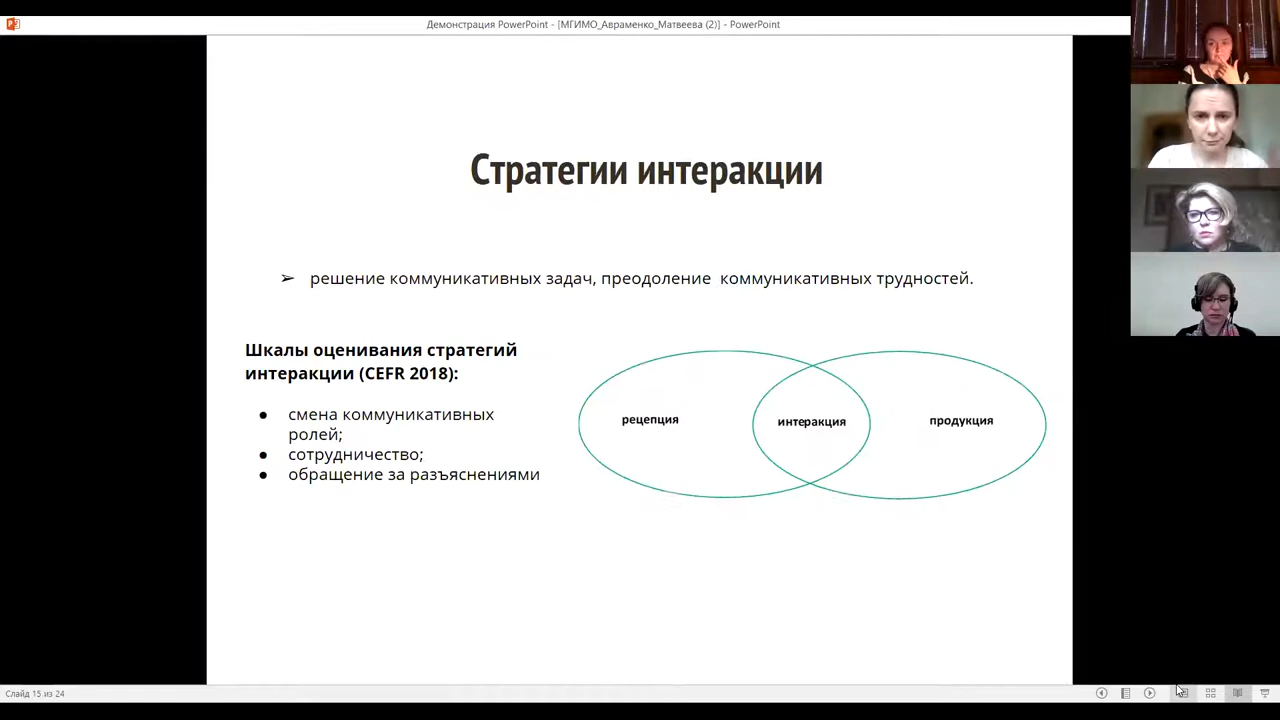 Демонстрация PowerPoint - [МГИМО_Авраменко_Матвеева (2)] - PowerPoint
Стратегии интеракции
➢ решение коммуникативных задач, преодоление коммуникативных трудностей.
Шкалы оценивания стратегий
интеракции (CEFR 2018):
● смена коммуникативных
ролей;
● сотрудничество;
● обращение за разъяснениями
рецепция
интеракция
продукция
Слайд 15 из 24